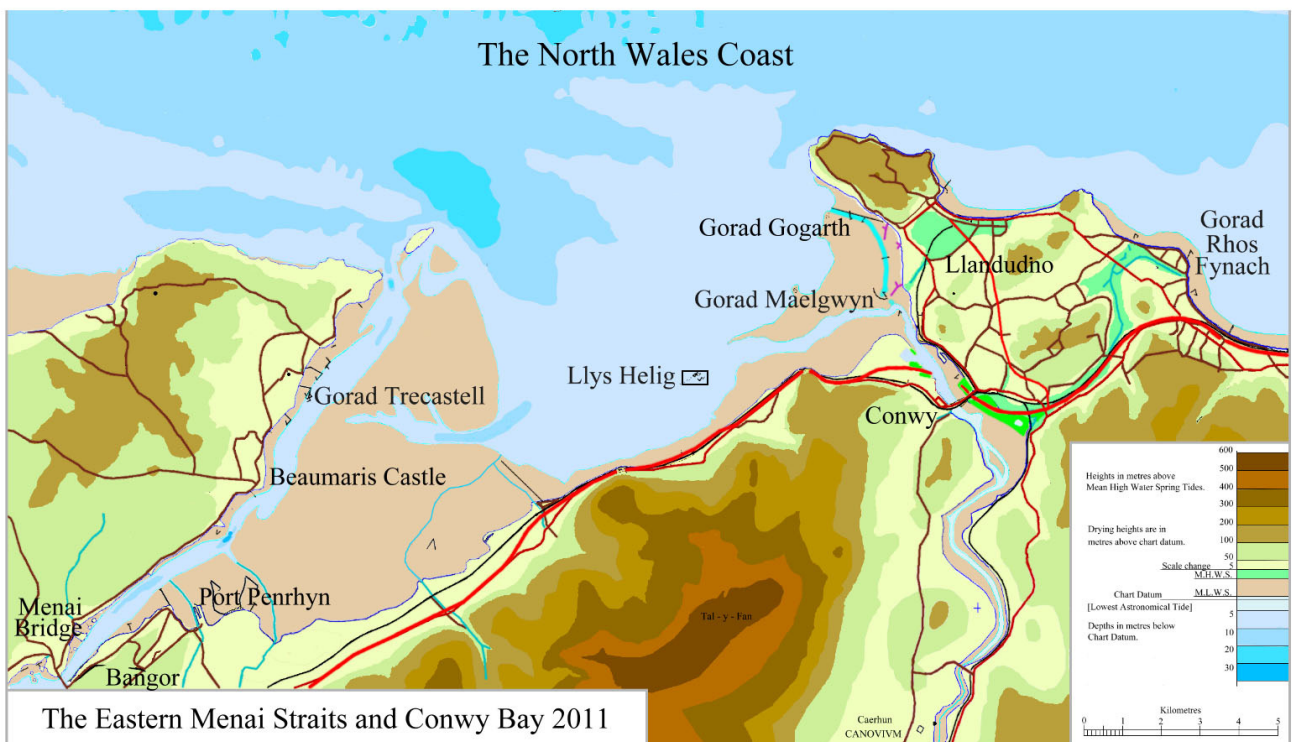 The North Wales Coast
Gorad Gogarth
Gorad
Rhos
Fynach
Llandudno
Gorad Maelgwyn
Llys Helig
Gorad Trecastell
Conwy
Beaumaris Castle
Port Penrhyn
Menai
Bridge
Bangor
Tal - y - Fan
Caerhun
CANOVIVM
The Eastern Menai Straits and Conwy Bay 2011
600
Heights in metres above
Mean High Water Spring Tides.
500
400
300
200
Drying heights are in
metres above chart datum.
100
50
Scale change
5
M.H.W.S.
Chart Datum
M.L.W.S.
[Lowest Astronomical Tide]
5
Depths in metres below
Chart Datum.
10
20
30
Kilometres
0 1 2 3 4 5